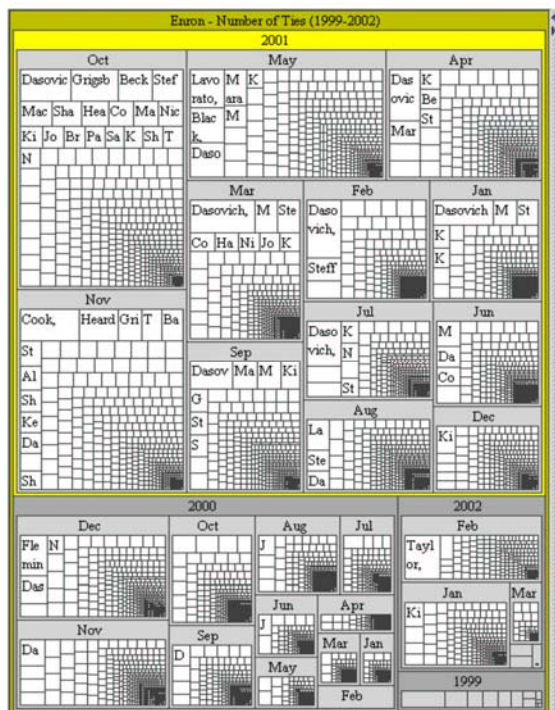 Enron - Number of Ties (1999-2002)
2001
Oct
Dasovic Grigsb Beck Stef
Mac Sha Hea Co Ma Nic
Ki Jo Br Pa Sa K Sh T
N
May
Lavo M K
rato, ara
Blac M
k,
Daso
Apr
Das K
ovic Be
St
Mar
Mar
Dasovich, M Ste
Co Ha Ni Jo K
Feb
Daso
vich,
Steff
Jan
Dasovich M St
K
K
Nov
Cook, Heard Gri T Ba
St
Al
Sh
Ke
Da
Sh
Sep
Dasov Ma M Ki
G
St
S
Jul
Daso K
vich, N
St
Jun
M
Da
Co
Aug
La
Ste
Da
Dec
Ki
2000
Dec
Fle N
min
Das
Oct
Aug
J
Jul
Nov
Da
Sep
D
Jun
J
Apr
May
Mar
Jan
Feb
2002
Feb
Tayl
or,
Jan
Ki
Mar
1999